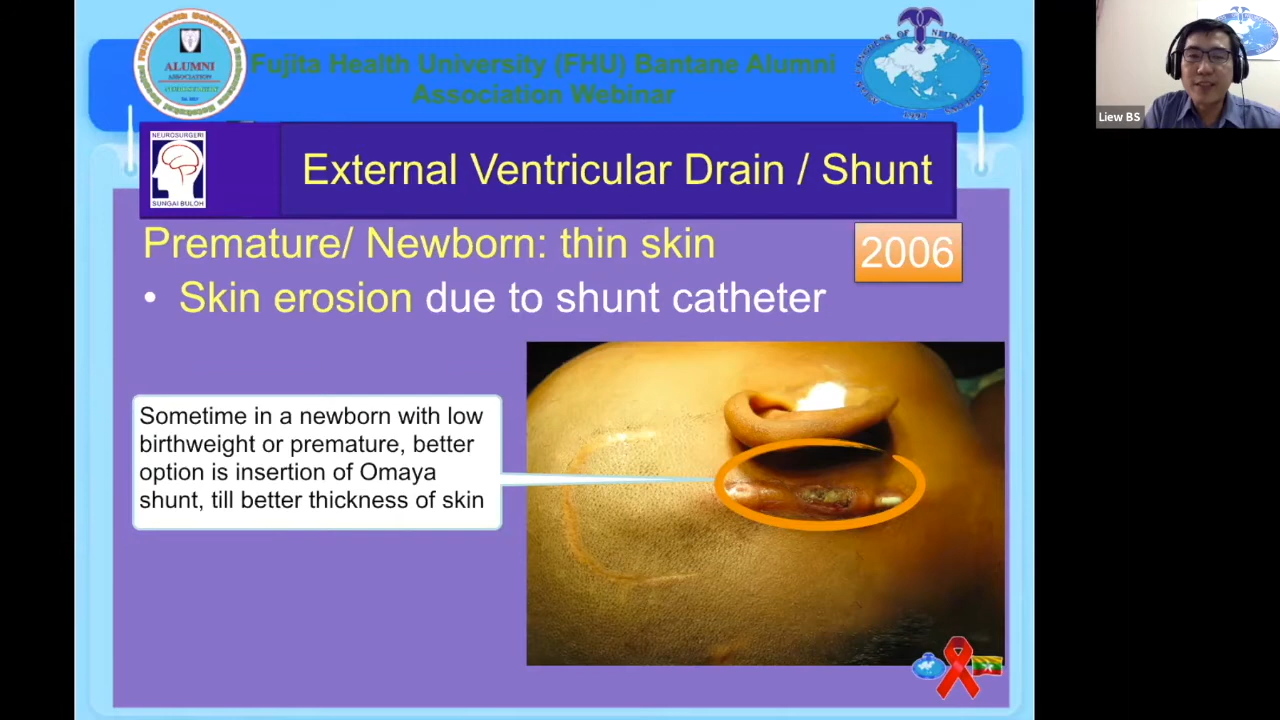 Fujita Health University (FHU) Bantane Alumni
Association Webinar
ALUMNI
ASSOCIATION
NEUROSURGERI
SUNGAI BULOH
External Ventricular Drain / Shunt
Premature/ Newborn: thin skin
2006
• Skin erosion due to shunt catheter
Sometime in a newborn with low
birthweight or premature, better
option is insertion of Omaya
shunt, till better thickness of skin
Liew BS